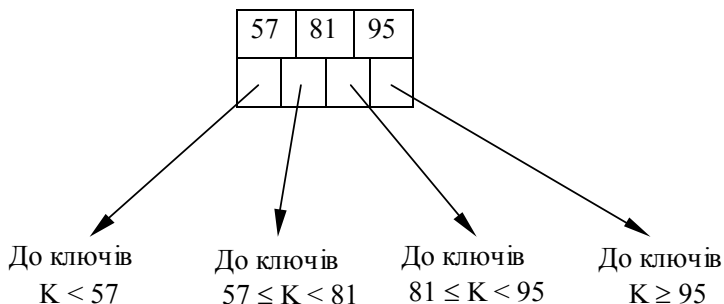 57 81 95
До ключів
K < 57
До ключів
57 ≤ K < 81
До ключів
81 ≤ K < 95
До ключів
K ≥ 95